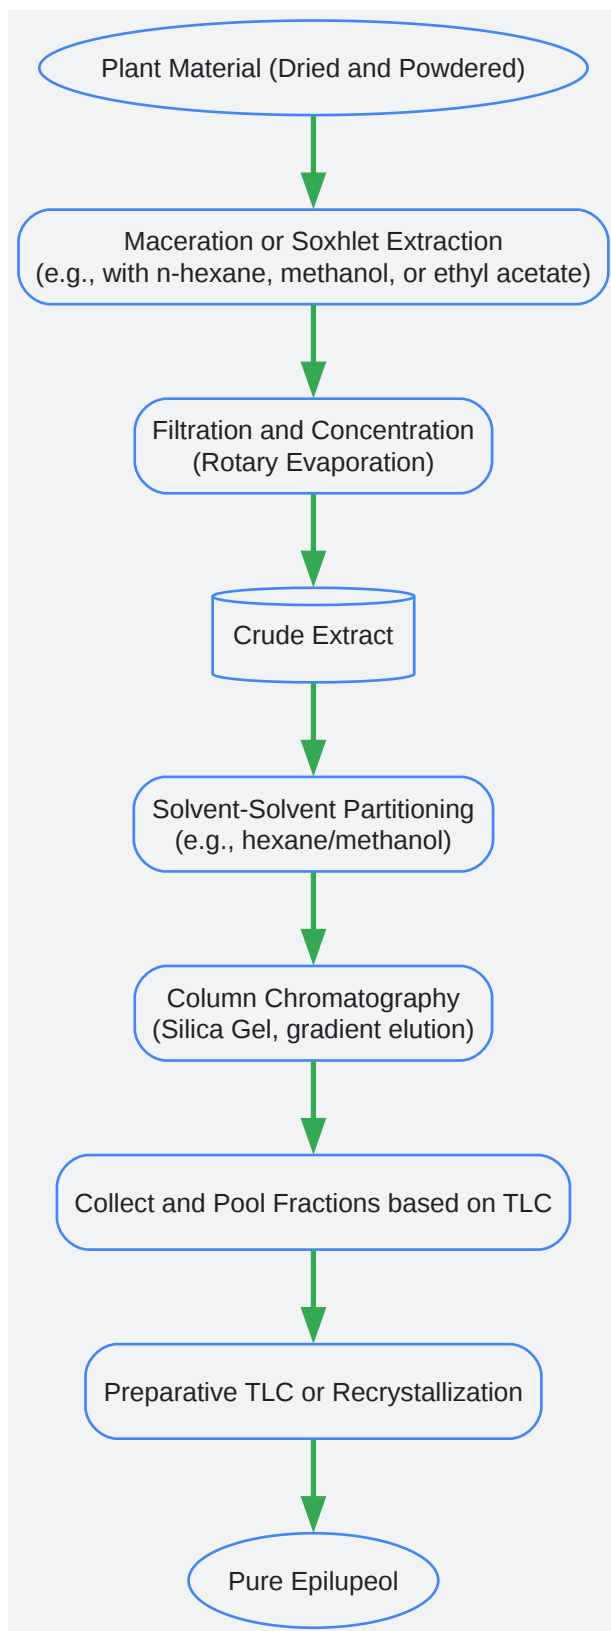 Plant Material (Dried and Powdered)
Maceration or Soxhlet Extraction
(e.g., with n-hexane, methanol, or ethyl acetate)
Filtration and Concentration
(Rotary Evaporation)
Crude Extract
Solvent-Solvent Partitioning
(e.g., hexane/methanol)
Column Chromatography
(Silica Gel, gradient elution)
Collect and Pool Fractions based on TLC
Preparative TLC or Recrystallization
Pure Epilupeol